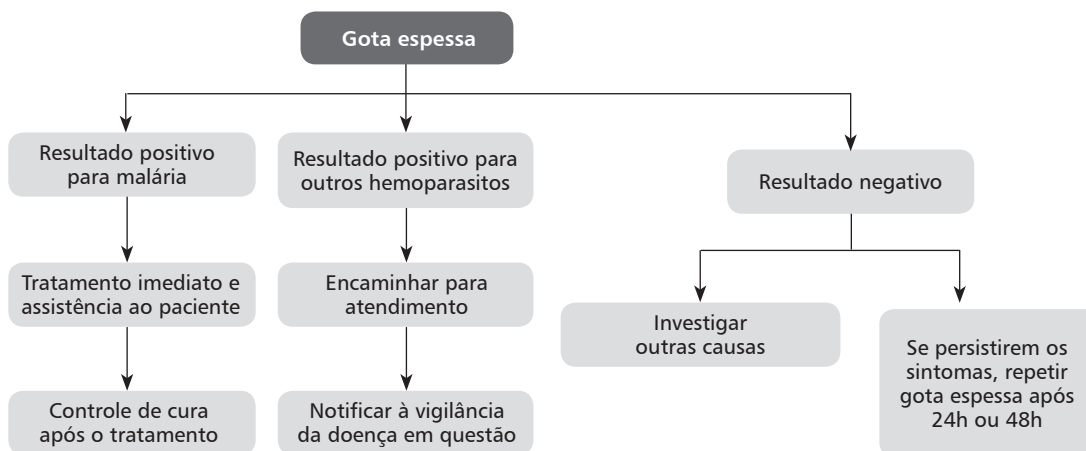 Gota espessa
Resultado positivo
para malária
Resultado positivo para
outros hemoparasitos
Resultado negativo
Tratamento imediato e
assistência ao paciente
Encaminhar para
atendimento
Investigar
outras causas
Se persistirem os
sintomas, repetir
gota espessa após
24h ou 48h
Controle de cura
após o tratamento
Notificar à vigilância
da doença em questão